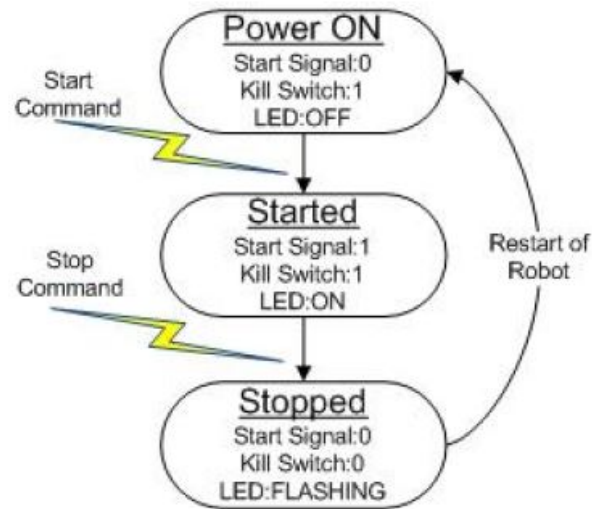 Power ON
Start Signal:0
Kill Switch:1
LED:OFF
Start
Command
Started
Start Signal:1
Kill Switch:1
LED:ON
Stop
Command
Restart of
Robot
Stopped
Start Signal:0
Kill Switch:0
LED:FLASHING